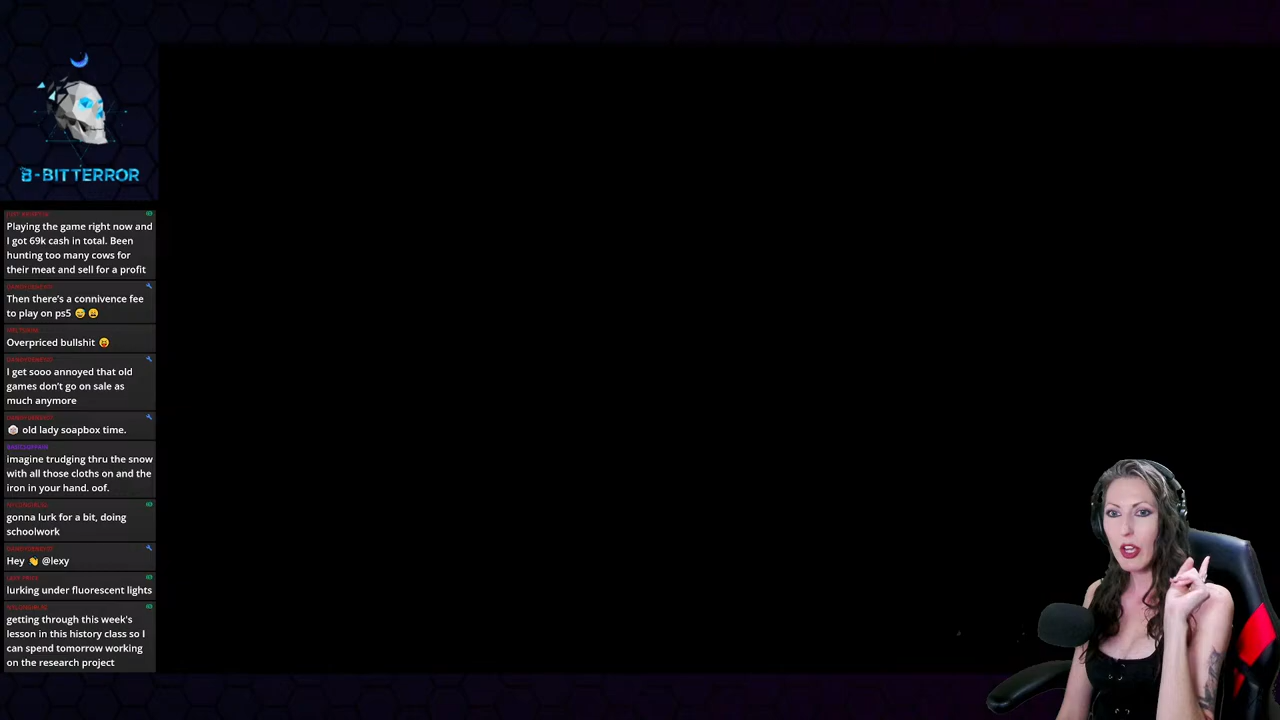 8-BITTERROR
Playing the game right now and
I got 69k cash in total. Been
hunting too many cows for
their meat and sell for a profit
Then there's a connivence fee
to play on ps5 😅 😩
Overpriced bullshit 😛
I get sooo annoyed that old
games don't go on sale as
much anymore
👵🏻 old lady soapbox time.
imagine trudging thru the snow
with all those cloths on and the
iron in your hand. oof.
gonna lurk for a bit, doing
schoolwork
Hey 👋 @lexy
lurking under fluorescent lights
getting through this week's
lesson in this history class so I
can spend tomorrow working
on the research project